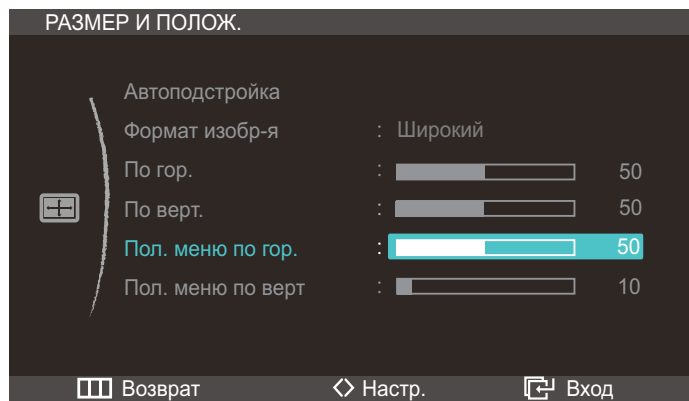 РАЗМЕР И ПОЛОЖ.
Автоподстройка
Формат изобр-я : Широкий
По гор. : 50
По верт. : 50
Пол. меню по гор. : 50
Пол. меню по верт : 10
Возврат Настр. Вход